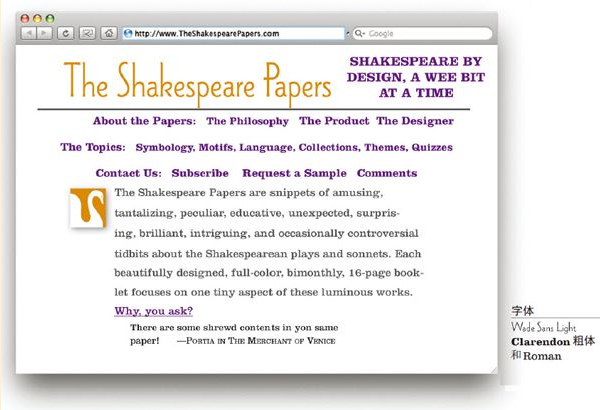 http://www.TheShakespearePapers.com
Google
The Shakespeare Papers
SHAKESPEARE BY
DESIGN, A WEE BIT
AT A TIME
About the Papers: The Philosophy The Product The Designer
The Topics: Symbology, Motifs, Language, Collections, Themes, Quizzes
Contact Us: Subscribe Request a Sample Comments
The Shakespeare Papers are snippets of amusing,
tantalizing, peculiar, educative, unexpected, surpris-
ing, brilliant, intriguing, and occasionally controversial
tidbits about the Shakespearean plays and sonnets. Each
beautifully designed, full-color, bimonthly, 16-page book-
let focuses on one tiny aspect of these luminous works.
Why, you ask?
There are some shrewd contents in yon same
paper! —PORTIA IN THE MERCHANT OF VENICE
字体
Wade Sans Light
Clarendon 粗体
和 Roman